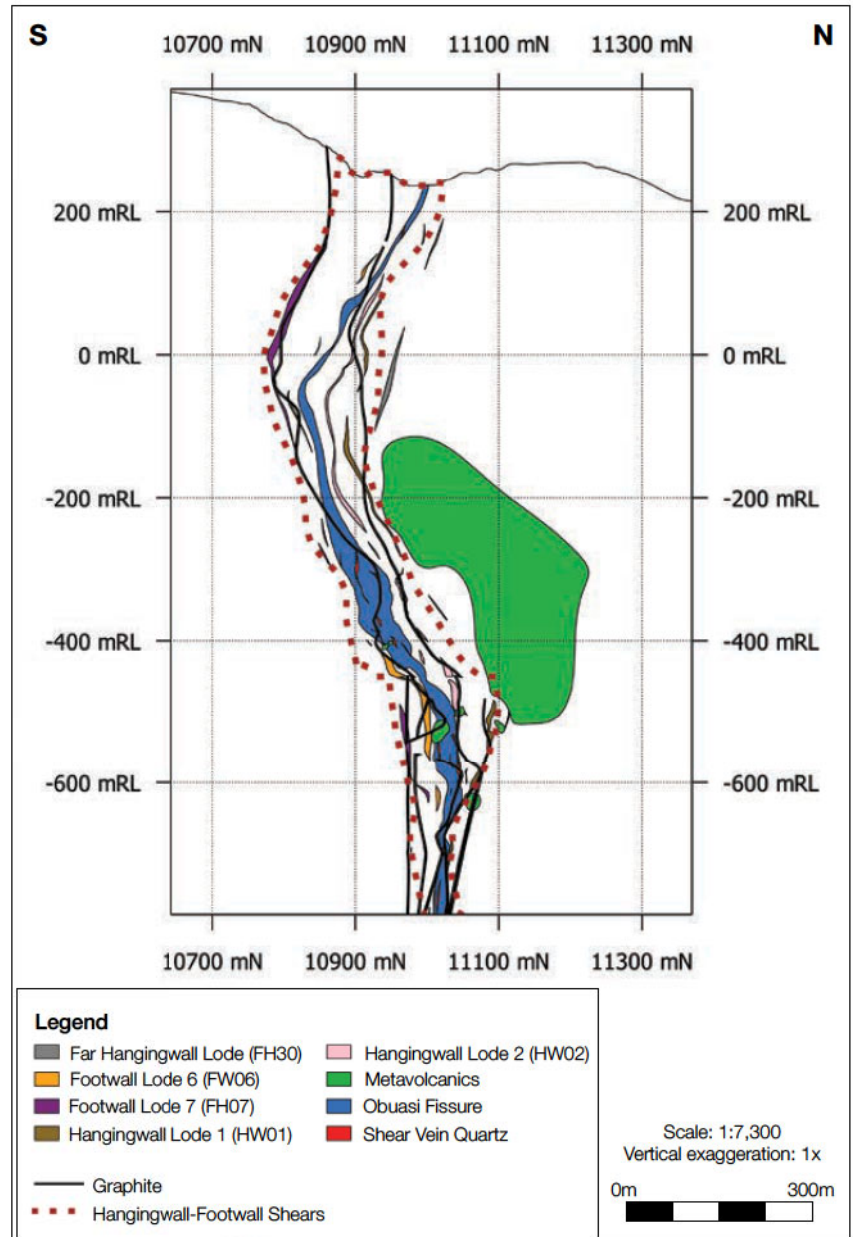 S
N
10700 mN 10900 mN 11100 mN 11300 mN
200 mRL 200 mRL
0 mRL 0 mRL
-200 mRL -200 mRL
-400 mRL -400 mRL
-600 mRL -600 mRL
10700 mN 10900 mN 11100 mN 11300 mN
Legend
Far Hangingwall Lode (FH30)
Footwall Lode 6 (FW06)
Footwall Lode 7 (FH07)
Hangingwall Lode 1 (HW01)
Hangingwall Lode 2 (HW02)
Metavolcanics
Obuasi Fissure
Shear Vein Quartz
Graphite
Hangingwall-Footwall Shears
Scale: 1:7,300
Vertical exaggeration: 1x
0m 300m